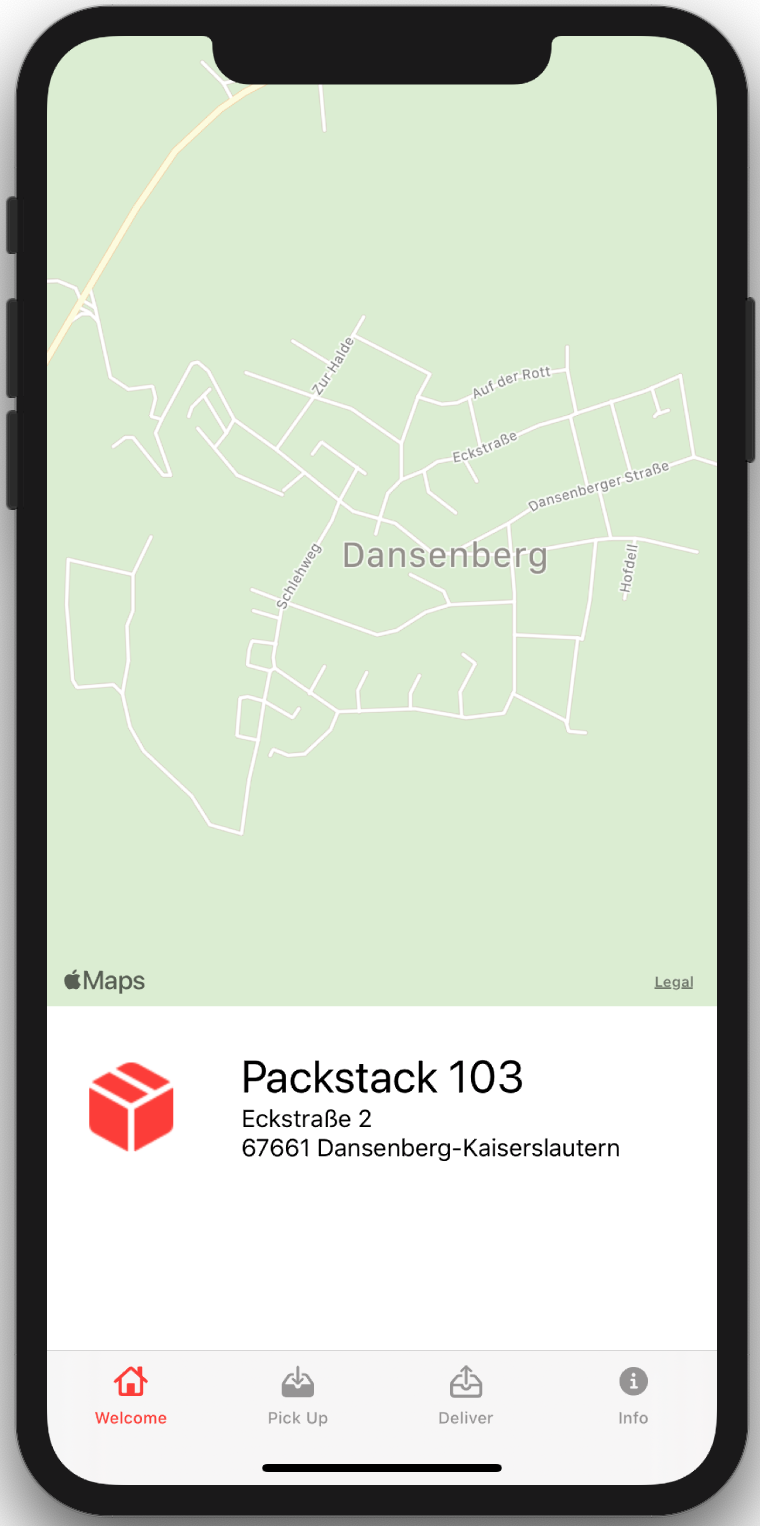 Zur Halde
Auf der Rott
Eckstraße
Dansenberger Straße
Dansenberg
Schlehweg
Hofdell
Maps
Legal
Packstack 103
Eckstraße 2
67661 Dansenberg-Kaiserslautern
Welcome
Pick Up
Deliver
Info